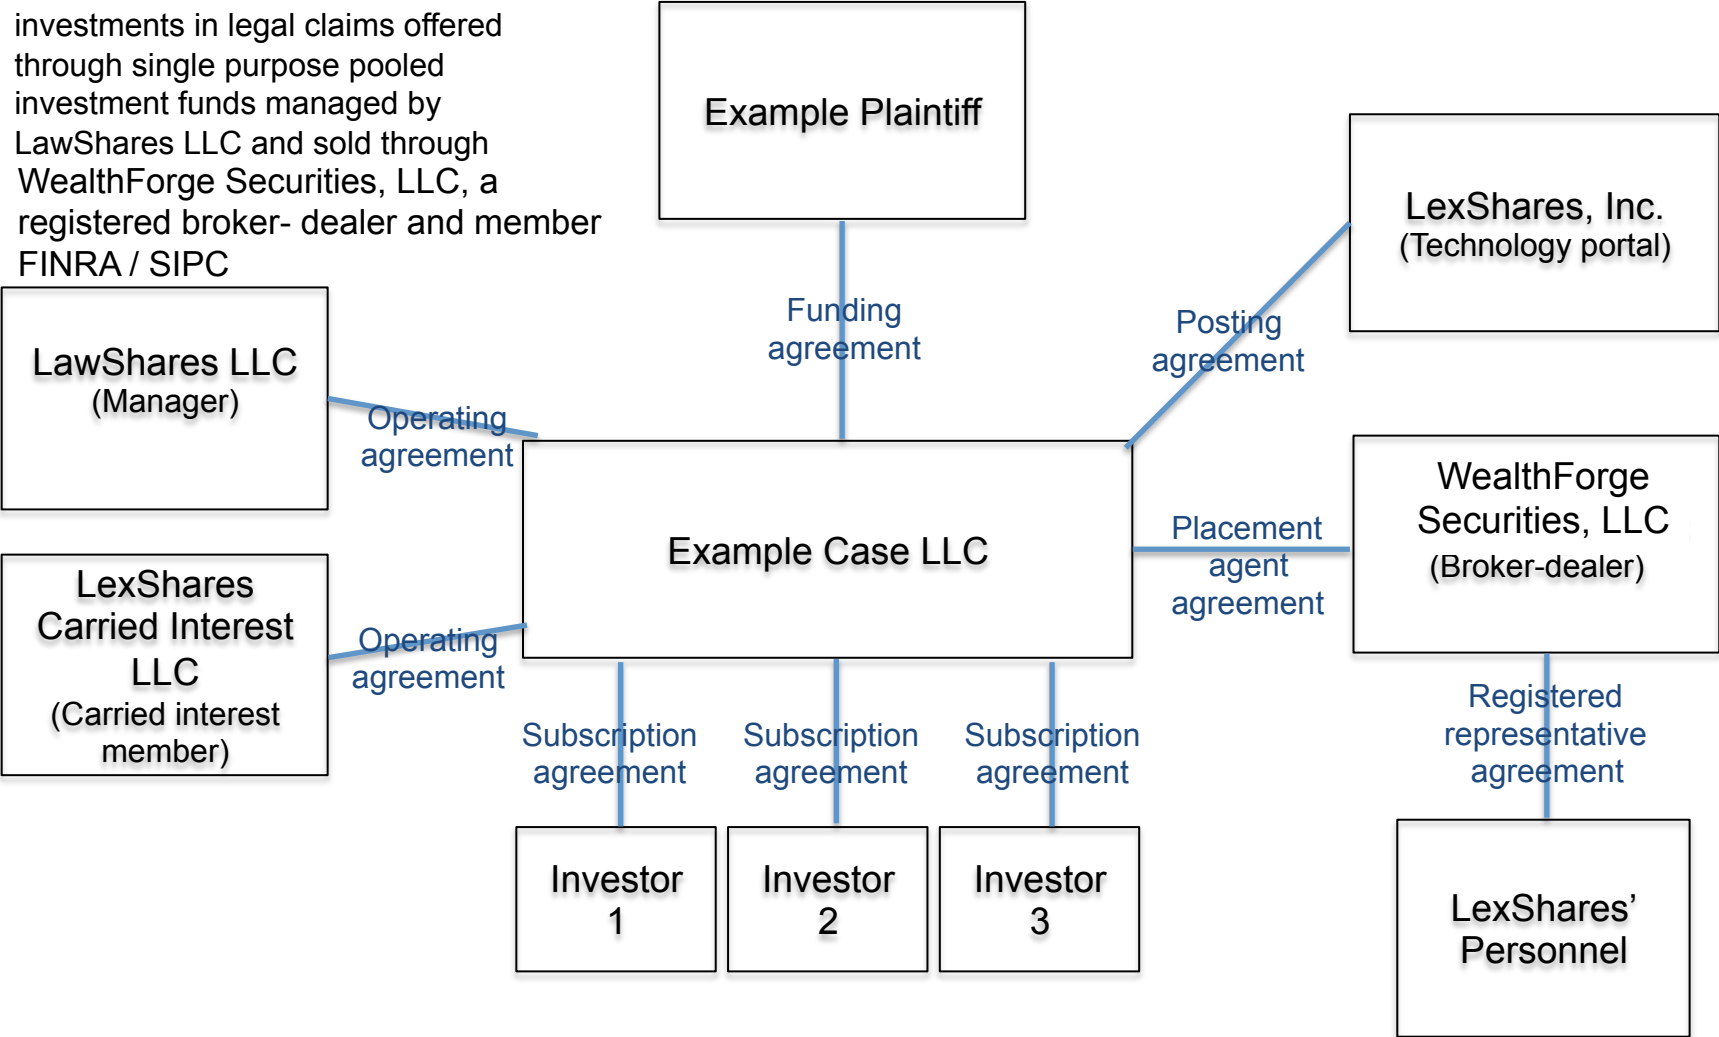 investments in legal claims offered
through single purpose pooled
investment funds managed by
LawShares LLC and sold through
WealthForge Securities, LLC, a
registered broker- dealer and member
FINRA / SIPC
Example Plaintiff
LexShares, Inc.
(Technology portal)
Funding
agreement
Posting
agreement
LawShares LLC
(Manager)
Operating
agreement
Example Case LLC
Placement
agent
agreement
WealthForge
Securities, LLC
(Broker-dealer)
LexShares
Carried Interest
LLC
(Carried interest
member)
Operating
agreement
Subscription
agreement
Subscription
agreement
Subscription
agreement
Registered
representative
agreement
Investor
1
Investor
2
Investor
3
LexShares’
Personnel